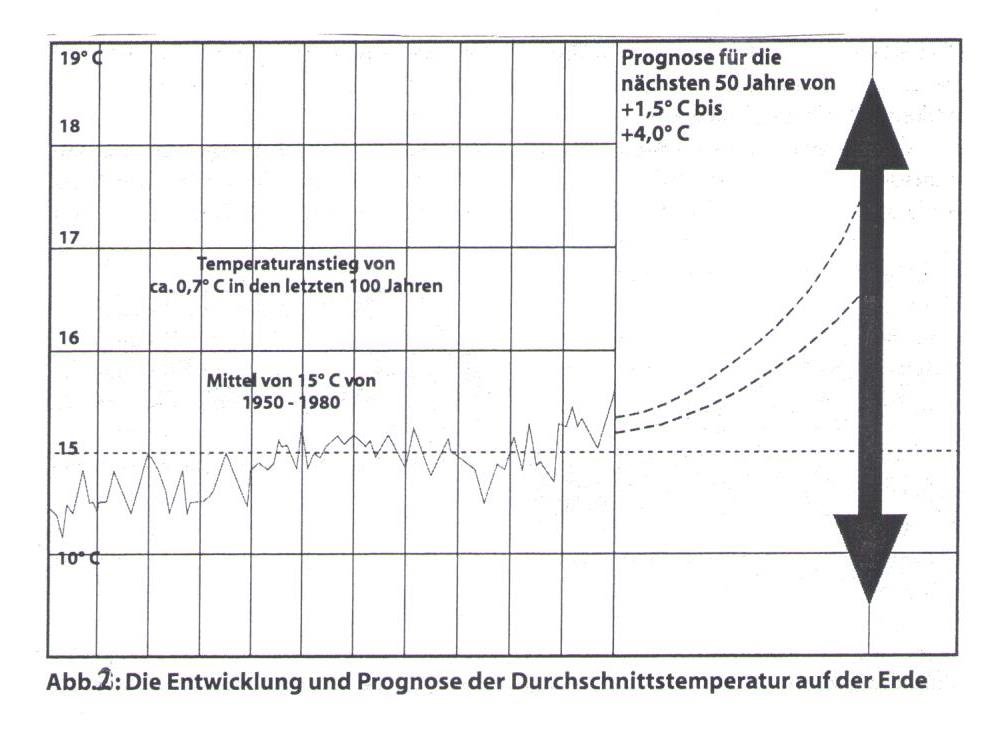 19° C
Prognose für die
nächsten 50 Jahre von
+1,5° C bis
+4,0° C
18
17
Temperaturanstieg von
ca. 0,7° C in den letzten 100 Jahren
16
Mittel von 15° C von
1950 - 1980
15
10° C
Abb.2: Die Entwicklung und Prognose der Durchschnittstemperatur auf der Erde